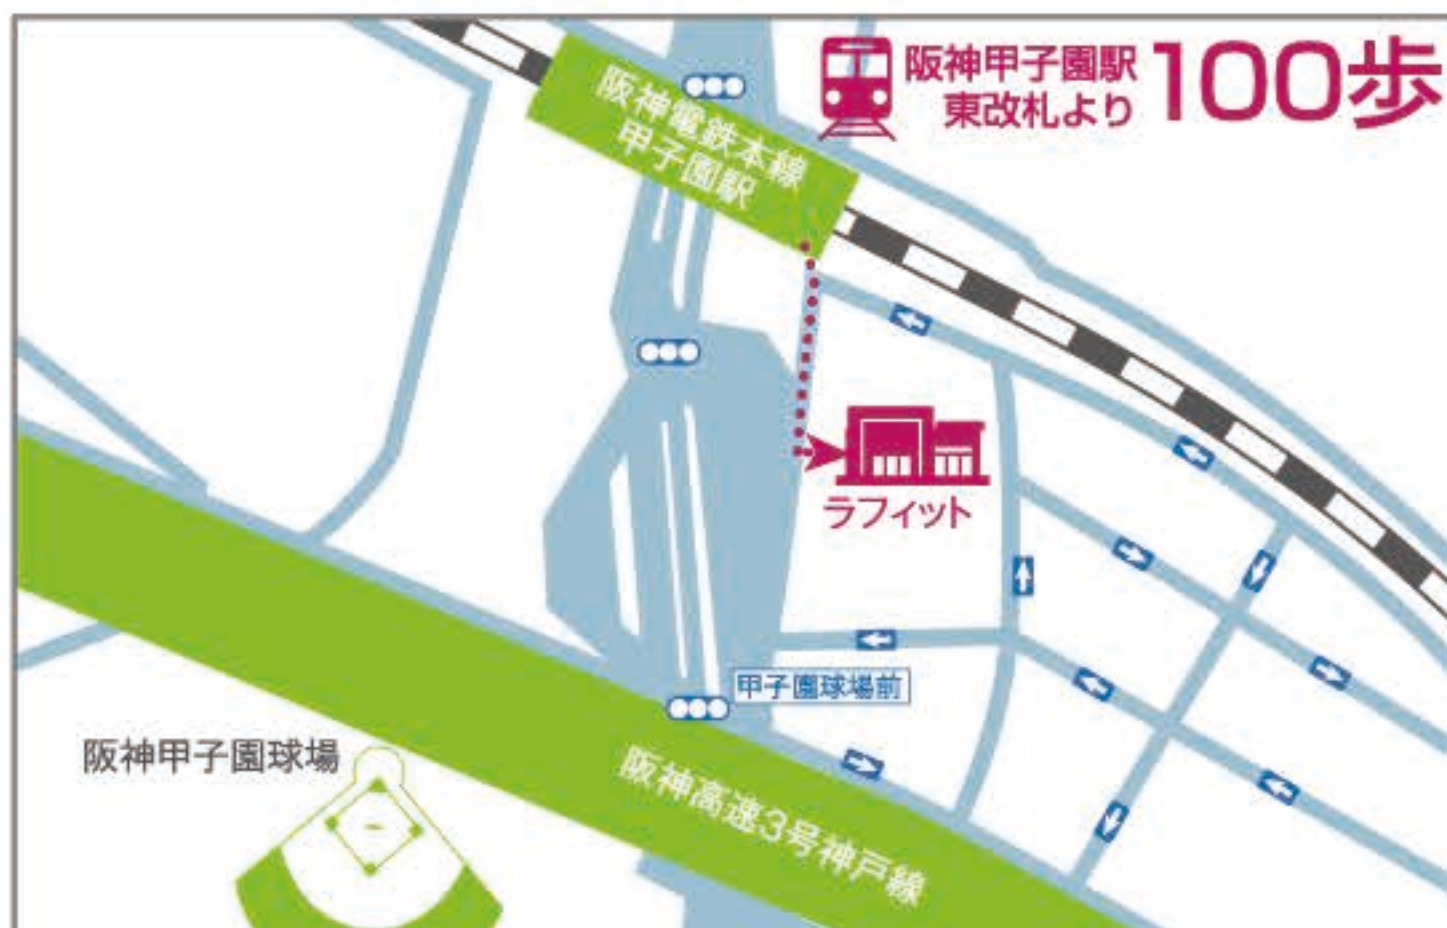 阪神甲子園駅
東改札より
100歩
阪神電鉄本線
甲子園駅
ラフィット
甲子園球場前
阪神甲子園球場
阪神高速3号神戸線